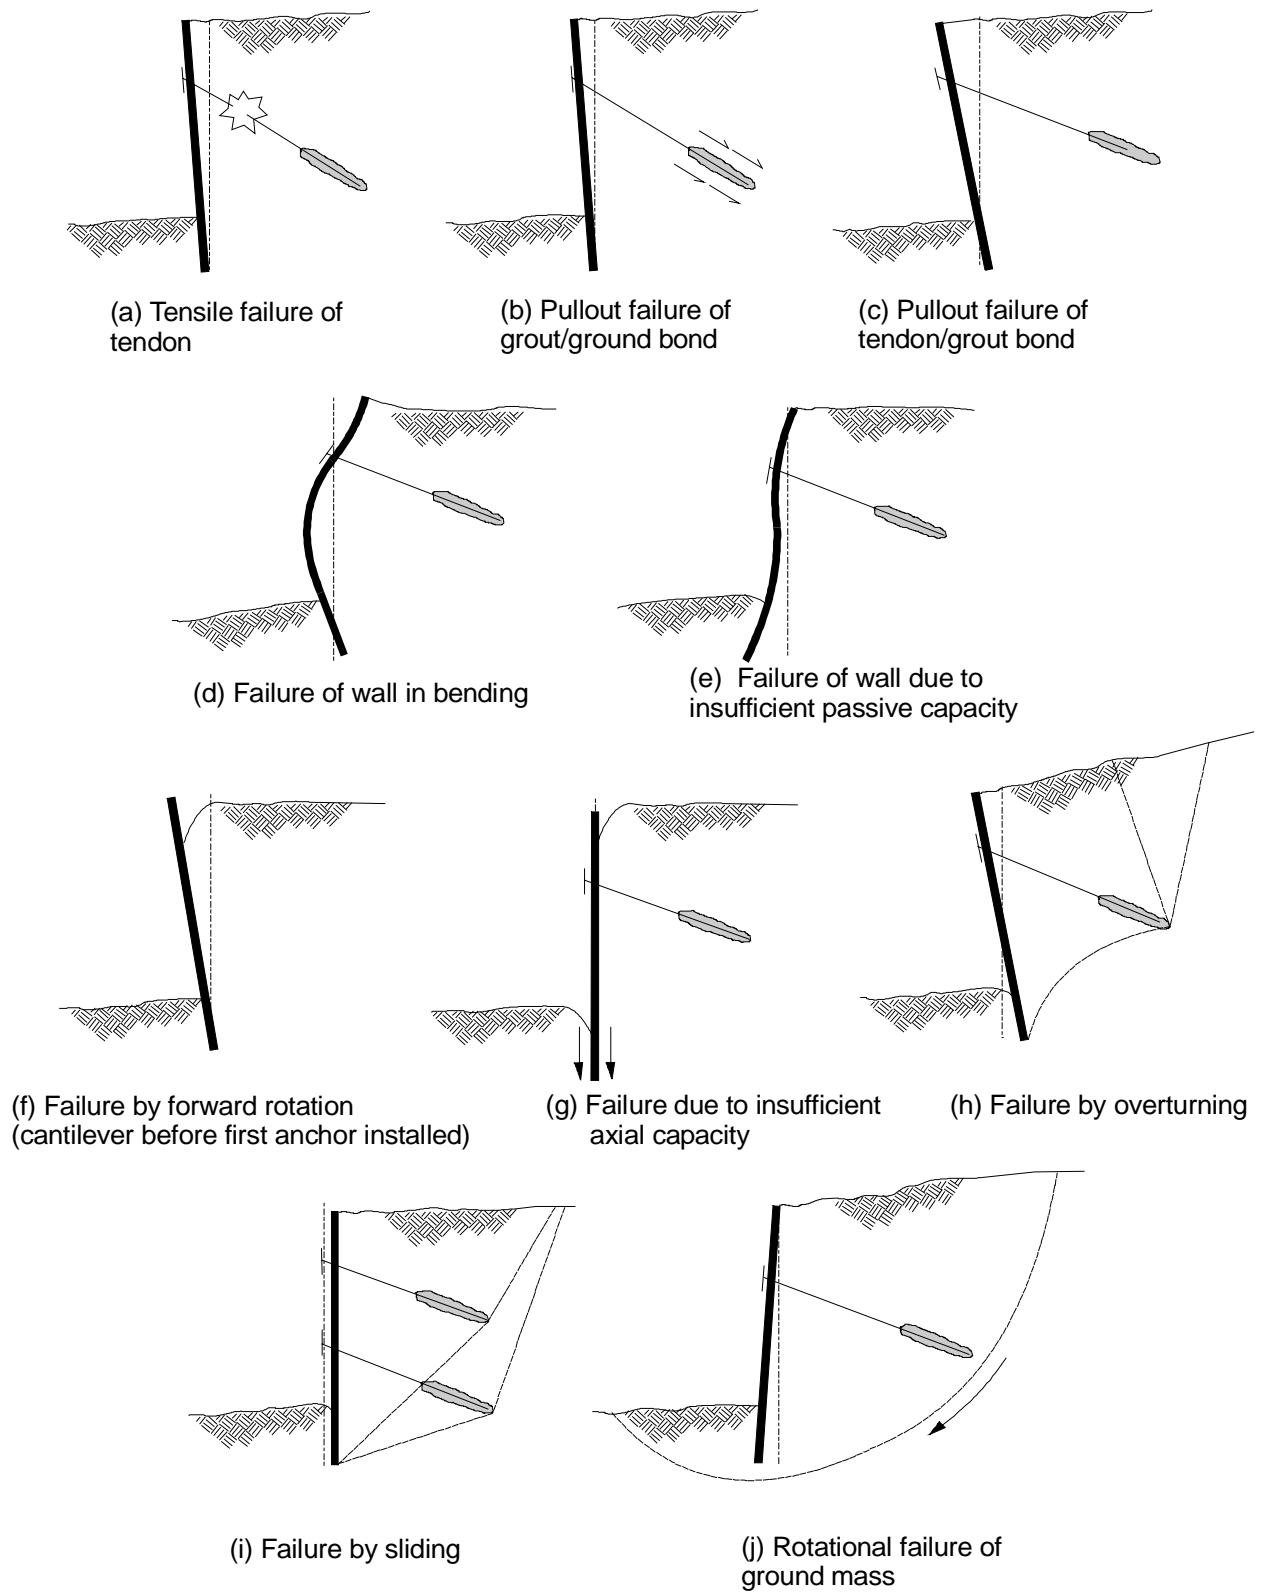 (a) Tensile failure of
tendon
(b) Pullout failure of
grout/ground bond
(c) Pullout failure of
tendon/grout bond
(d) Failure of wall in bending
(e) Failure of wall due to
insufficient passive capacity
(f) Failure by forward rotation
(cantilever before first anchor installed)
(g) Failure due to insufficient
axial capacity
(h) Failure by overturning
(i) Failure by sliding
(j) Rotational failure of
ground mass